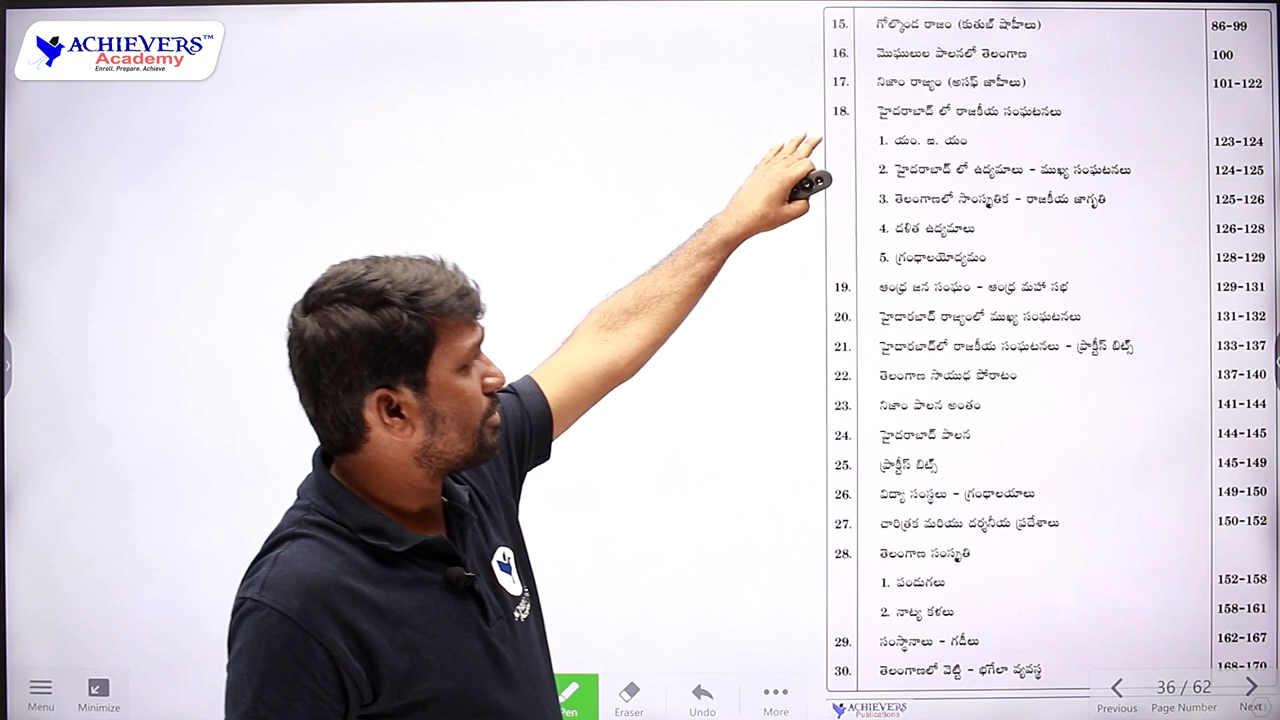 ACHIEVERS™
Academy
Enroll. Prepare. Achieve
15. గోల్కొండ రాజం (కుతుబ్ షాహీలు) 86-99
16. మొఘలుల పాలనలో తెలంగాణ 100
17. నిజాం రాజ్యం (అసఫ్ జాహీలు) 101-122
18. హైదరాబాద్ లో రాజకీయ సంఘటనలు
1. యం. ఐ. యం 123-124
2. హైదరాబాద్ లో ఉద్యమాలు - ముఖ్య సంఘటనలు 124-125
3. తెలంగాణలో సాంస్కృతిక - రాజకీయ జాగృతి 125-126
4. దళిత ఉద్యమాలు 126-128
5. గ్రంథాలయోద్యమం 128-129
19. ఆంధ్ర జన సంఘం - ఆంధ్ర మహా సభ 129-131
20. హైదారబాద్ రాజ్యంలో ముఖ్య సంఘటనలు 131-132
21. హైదారబాద్‌లో రాజకీయ సంఘటనలు - ప్రాక్టీస్ బిట్స్ 133-137
22. తెలంగాణ సాయుధ పోరాటం 137-140
23. నిజాం పాలన అంతం 141-144
24. హైదరాబాద్ పాలన 144-145
25. ప్రాక్టీస్ బిట్స్ 145-149
26. విద్యా సంస్థలు - గ్రంథాలయాలు 149-150
27. చారిత్రక మరియు దర్శనీయ ప్రదేశాలు 150-152
28. తెలంగాణ సంస్కృతి
1. పండుగలు 152-158
2. నాట్య కళలు 158-161
29. సంస్థానాలు - గడీలు 162-167
30. తెలంగాణలో వెట్టి - భగేలా వ్యవస్థ 168-170
Menu
Minimize
Pen
Eraser
Undo
More
ACHIEVERS
Publications
36 / 62
Previous
Page Number
Next